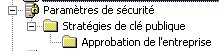 Paramètres de sécurité
Stratégies de clé publique
Approbation de l'entreprise